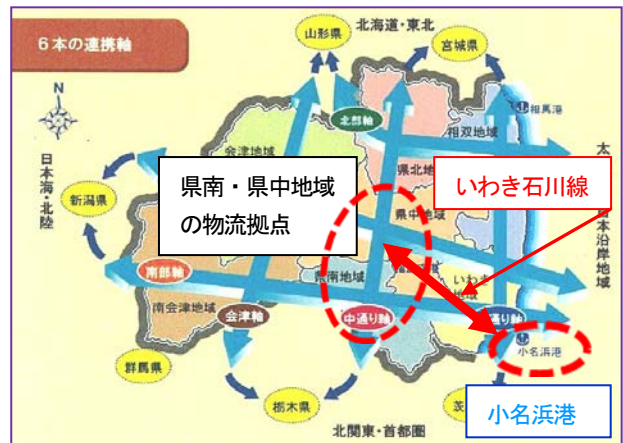 6本の連携軸
北海道・東北
山形県
宮城県
N
相馬港
北部軸
相双地域
会津地域
県北地域
日本海・北陸
新潟県
県南・県中地域
の物流拠点
いわき石川線
県中地域
太
本沿岸地域
南部軸
県南地域
いわき
地域
南会津地域
会津軸
中通り軸
通り軸
小名浜港
群馬県
栃木県
茨
小名浜港
北関東・首都圏